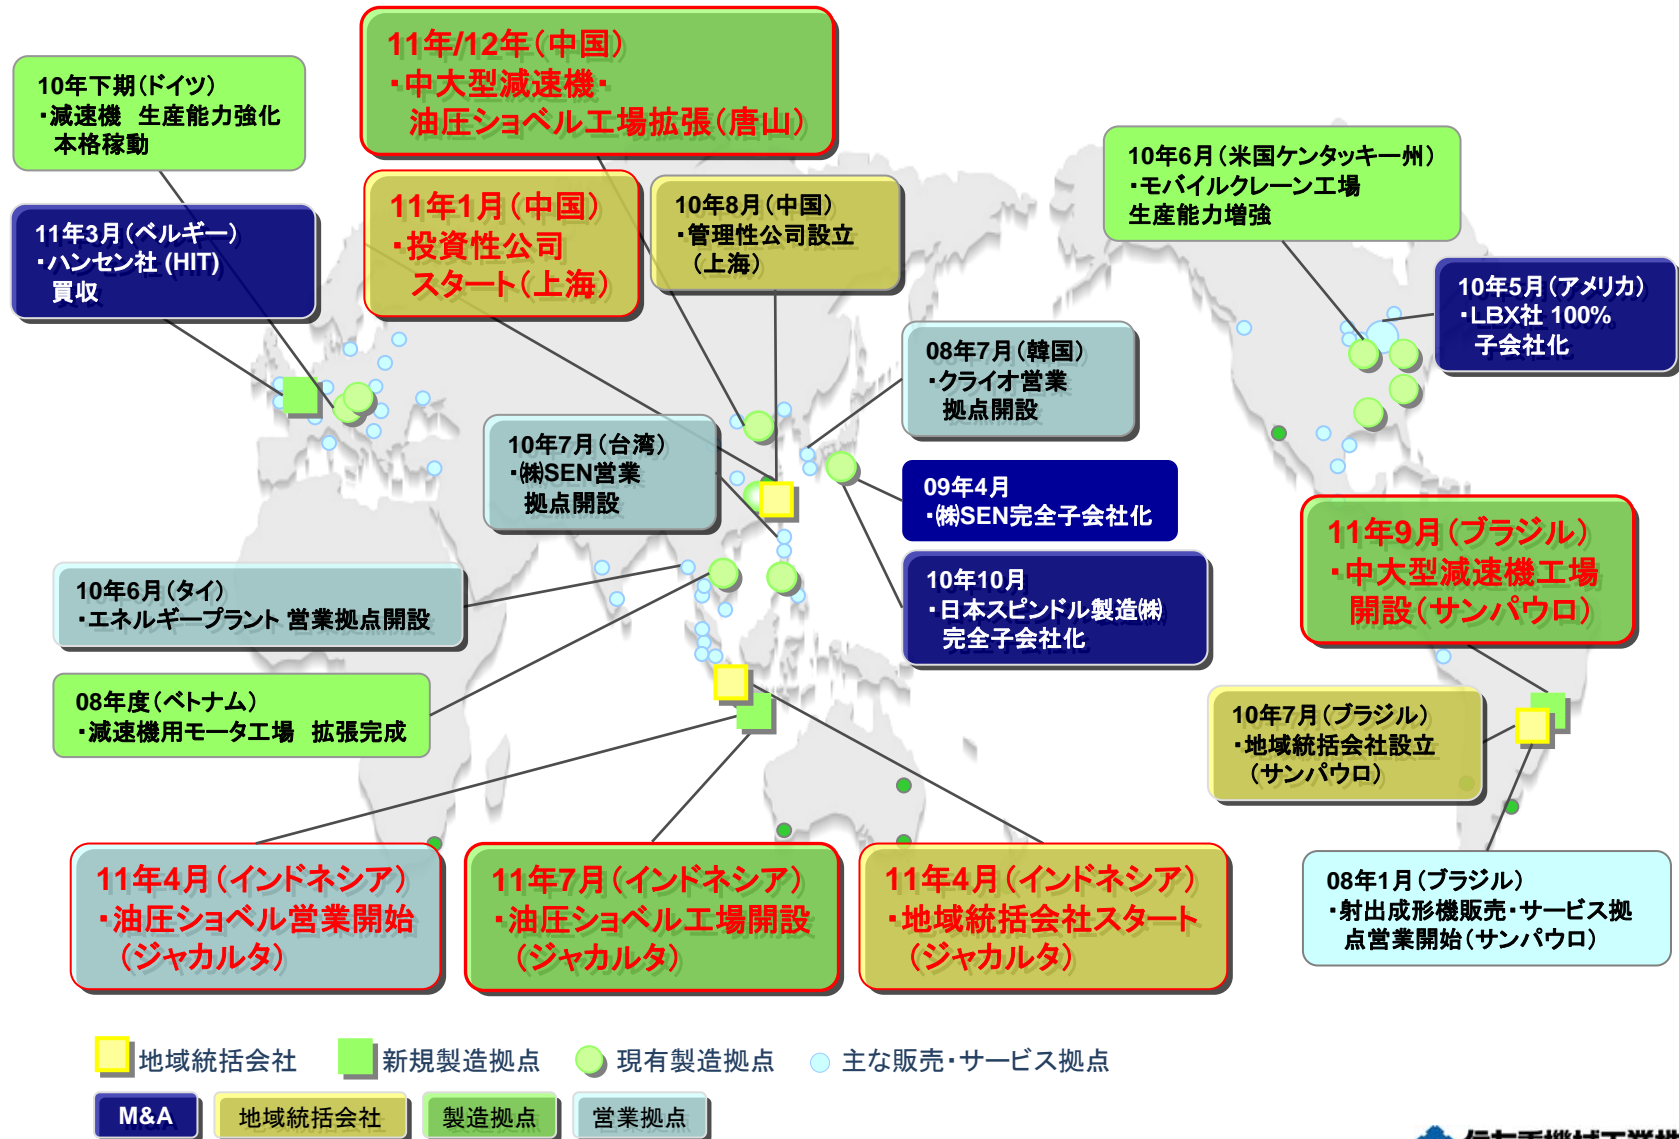 11年/12年（中国）
・中大型減速機・
油圧ショベル工場拡張（唐山）
10年下期（ドイツ）
・減速機 生産能力強化
本格稼動
11年3月（ベルギー）
・ハンセン社 (HIT)
買収
11年1月（中国）
・投資性公司
スタート（上海）
10年8月（中国）
・管理性公司設立
（上海）
10年6月（米国ケンタッキー州）
・モバイルクレーン工場
生産能力増強
10年5月（アメリカ）
・LBX社 100%
子会社化
08年7月（韓国）
・クライオ営業
拠点開設
10年7月（台湾）
・㈱SEN営業
拠点開設
09年4月
・㈱SEN完全子会社化
10年10月
・日本スピンドル製造㈱
完全子会社化
11年9月（ブラジル）
・中大型減速機工場
開設（サンパウロ）
10年6月（タイ）
・エネルギープラント 営業拠点開設
08年度（ベトナム）
・減速機用モータ工場 拡張完成
10年7月（ブラジル）
・地域統括会社設立
（サンパウロ）
11年4月（インドネシア）
・油圧ショベル営業開始
（ジャカルタ）
11年7月（インドネシア）
・油圧ショベル工場開設
（ジャカルタ）
11年4月（インドネシア）
・地域統括会社スタート
（ジャカルタ）
08年1月（ブラジル）
・射出成形機販売・サービス拠
点営業開始（サンパウロ）
地域統括会社 新規製造拠点 現有製造拠点 主な販売・サービス拠点
M&A 地域統括会社 製造拠点 営業拠点